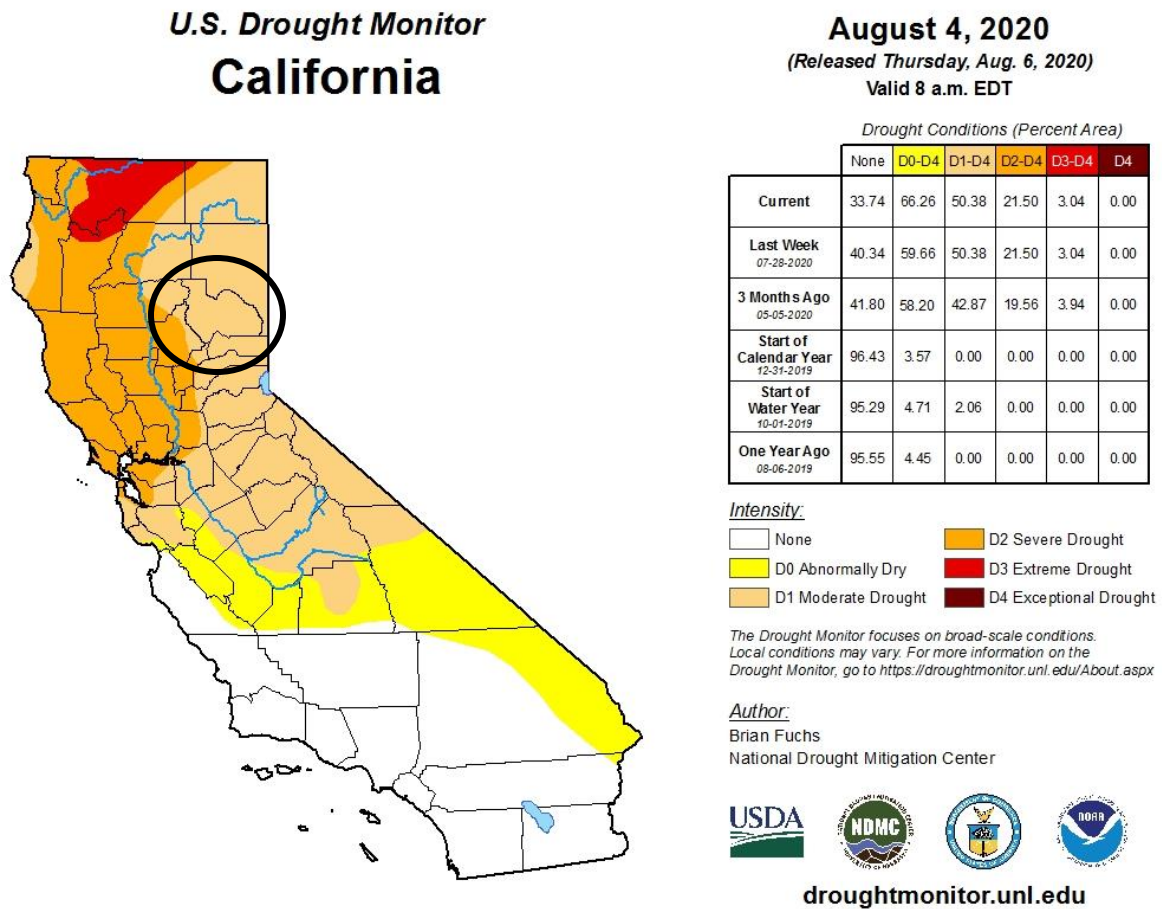 U.S. Drought Monitor
California
August 4, 2020
(Released Thursday, Aug. 6, 2020)
Valid 8 a.m. EDT
Drought Conditions (Percent Area)
None D0-D4 D1-D4 D2-D4 D3-D4 D4
Current 33.74 66.26 50.38 21.50 3.04 0.00
Last Week
07-28-2020 40.34 59.66 50.38 21.50 3.04 0.00
3 Months Ago
05-05-2020 41.80 58.20 42.87 19.56 3.94 0.00
Start of
Calendar Year
12-31-2019 96.43 3.57 0.00 0.00 0.00 0.00
Start of
Water Year
10-01-2019 95.29 4.71 2.06 0.00 0.00 0.00
One Year Ago
08-06-2019 95.55 4.45 0.00 0.00 0.00 0.00
Intensity:
None
D0 Abnormally Dry
D1 Moderate Drought
D2 Severe Drought
D3 Extreme Drought
D4 Exceptional Drought
The Drought Monitor focuses on broad-scale conditions.
Local conditions may vary. For more information on the
Drought Monitor, go to https://droughtmonitor.unl.edu/About.aspx
Author:
Brian Fuchs
National Drought Mitigation Center
USDA
NDMC
NOAA
droughtmonitor.unl.edu